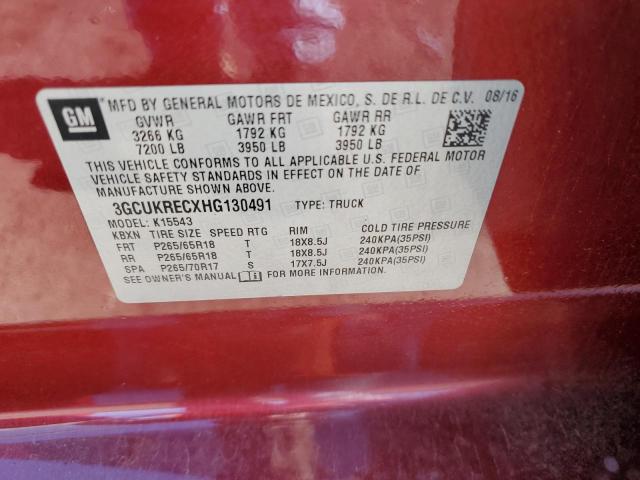 GM
MFD BY GENERAL MOTORS DE MEXICO, S. DE R.L. DE C.V. 08/16
GVWR GAWR FRT GAWR RR
3266 KG 1792 KG 1792 KG
7200 LB 3950 LB 3950 LB
THIS VEHICLE CONFORMS TO ALL APPLICABLE U.S. FEDERAL MOTOR
VEHICLE SAFETY STANDARDS IN EFFECT ON THE DATE OF
MANUFACTURE SHOWN ABOVE.
3GCUKRECXHG130491 TYPE: TRUCK
MODEL: K15543
KBXN TIRE SIZE SPEED RTG RIM COLD TIRE PRESSURE
FRT P265/65R18 T 18X8.5J 240KPA(35PSI)
RR P265/65R18 T 18X8.5J 240KPA(35PSI)
SPA P265/70R17 S 17X7.5J 240KPA(35PSI)
SEE OWNER'S MANUAL FOR MORE INFORMATION.